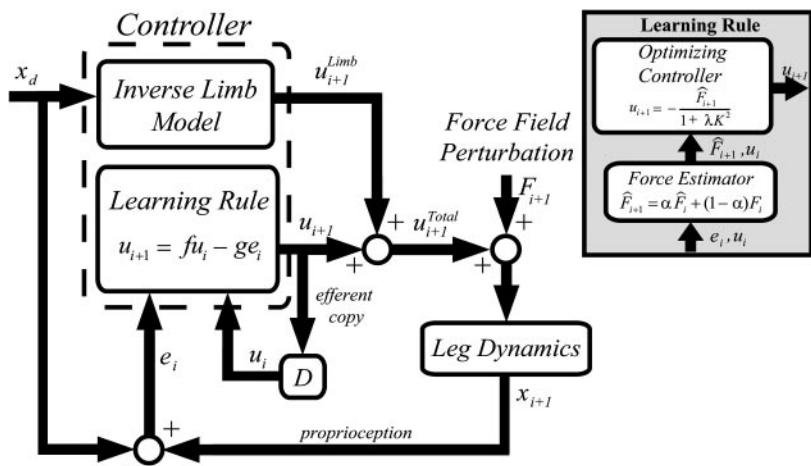 Controller
x_d
Inverse Limb
Model
u_{i+1}^{Limb}
Learning Rule
u_{i+1} = fu_i − ge_i
u_{i+1}
+
+
u_{i+1}^{Total}
Force Field
Perturbation
F_{i+1}
+
+
efferent
copy
u_i
D
e_i
Leg Dynamics
x_{i+1}
proprioception
+
Learning Rule
Optimizing
Controller
u_{i+1} = − \hat{F}_{i+1} / (1 + λK^2)
u_{i+1}
\hat{F}_{i+1}, u_i
Force Estimator
\hat{F}_{i+1} = α\hat{F}_i + (1 − α)F_i
e_i, u_i